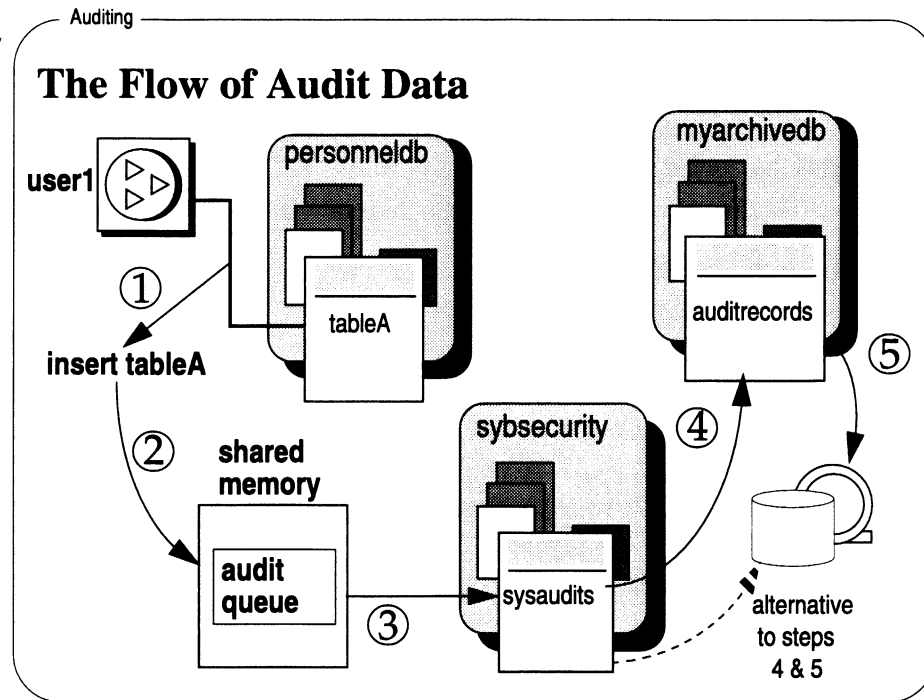 Auditing
The Flow of Audit Data
user1
personneldb
tableA
myarchivedb
auditrecords
①
insert tableA
②
shared
memory
audit
queue
③
sybsecurity
sysaudits
④
⑤
alternative
to steps
4 & 5